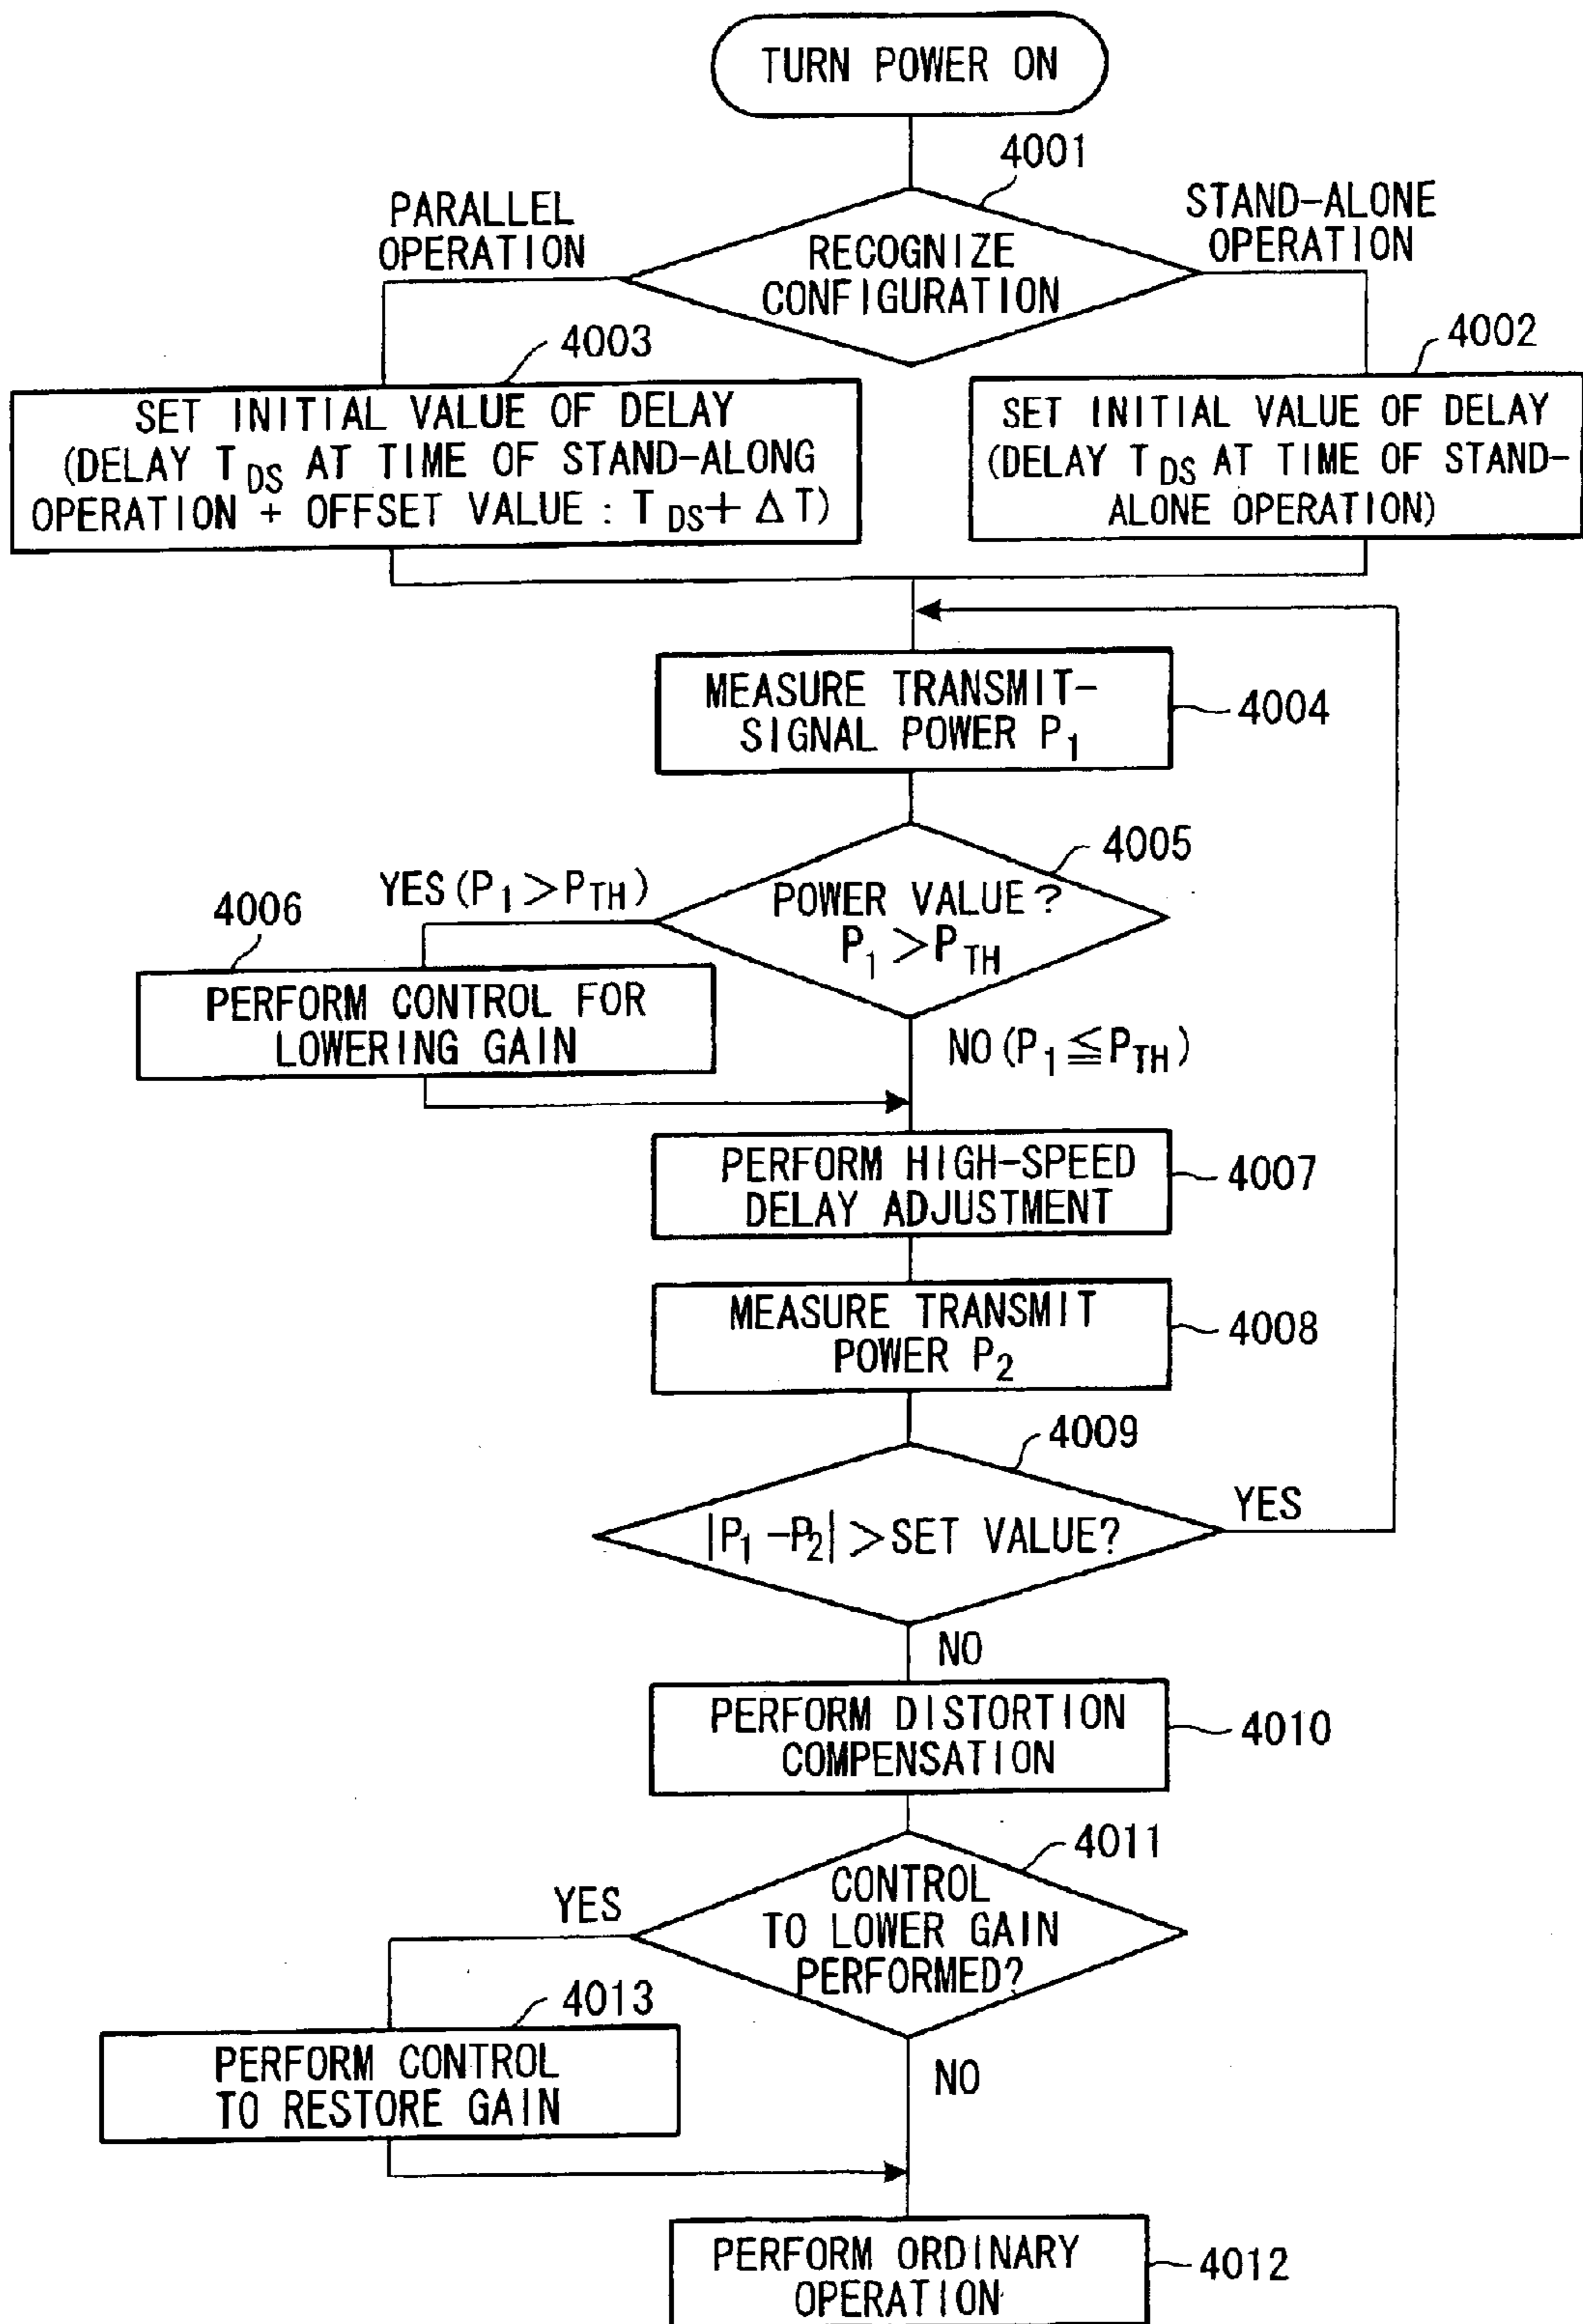 TURN POWER ON
4001
PARALLEL
OPERATION
STAND-ALONE
OPERATION
RECOGNIZE
CONFIGURATION
4003
4002
SET INITIAL VALUE OF DELAY
(DELAY T DS AT TIME OF STAND-ALONG
OPERATION + OFFSET VALUE : T DS + Δ T)
SET INITIAL VALUE OF DELAY
(DELAY T DS AT TIME OF STAND-
ALONE OPERATION)
MEASURE TRANSMIT-
SIGNAL POWER P1
4004
4005
YES (P1 > PTH)
POWER VALUE?
P1 > PTH
4006
PERFORM CONTROL FOR
LOWERING GAIN
NO (P1 ≦ PTH)
PERFORM HIGH-SPEED
DELAY ADJUSTMENT
4007
MEASURE TRANSMIT
POWER P2
4008
4009
|P1 -P2| > SET VALUE?
YES
NO
PERFORM DISTORTION
COMPENSATION
4010
4011
YES
CONTROL
TO LOWER GAIN
PERFORMED?
4013
PERFORM CONTROL
TO RESTORE GAIN
NO
PERFORM ORDINARY
OPERATION
4012